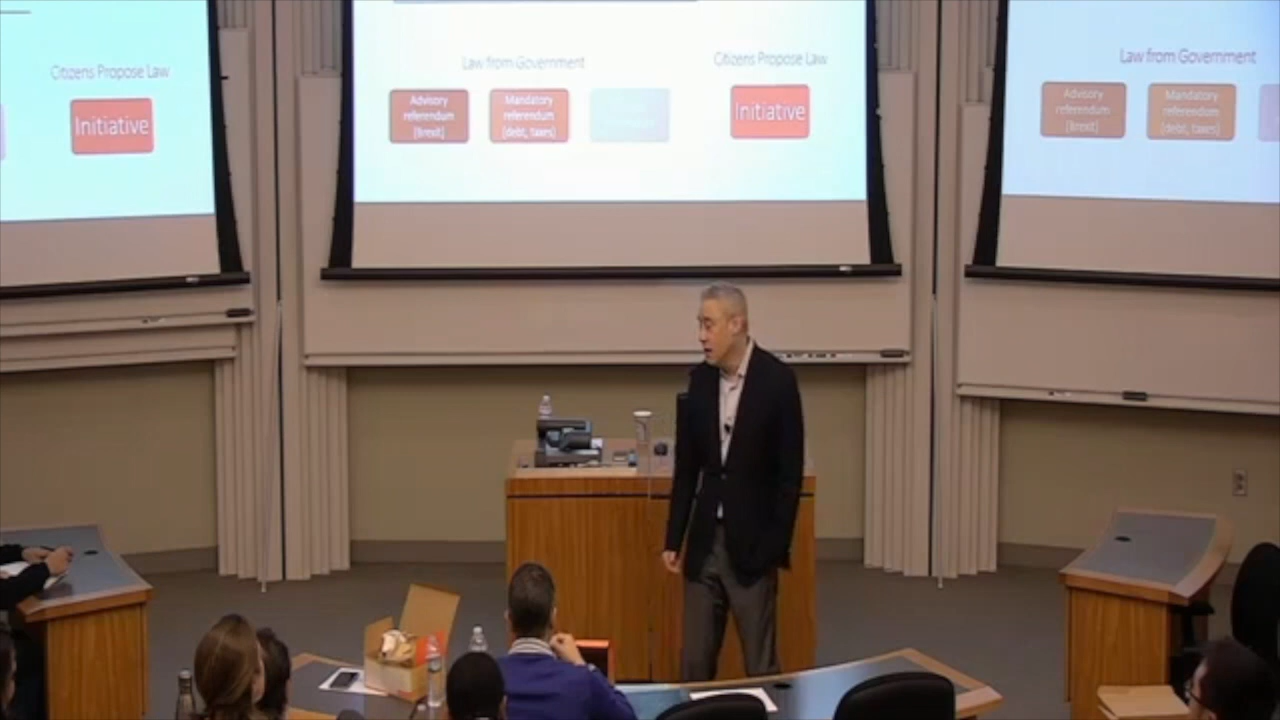 Citizens Propose Law
Initiative
Law from Government
Citizens Propose Law
Advisory
referendum
(Brexit)
Mandatory
referendum
(debt, taxes)
Initiative
Law from Government
Advisory
referendum
(Brexit)
Mandatory
referendum
(debt, taxes)